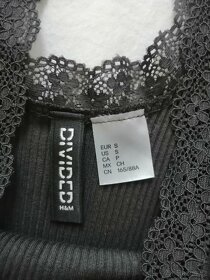 DIVIDED
H&M
EUR S
US S
CA P
MX CH
CN 165/88A